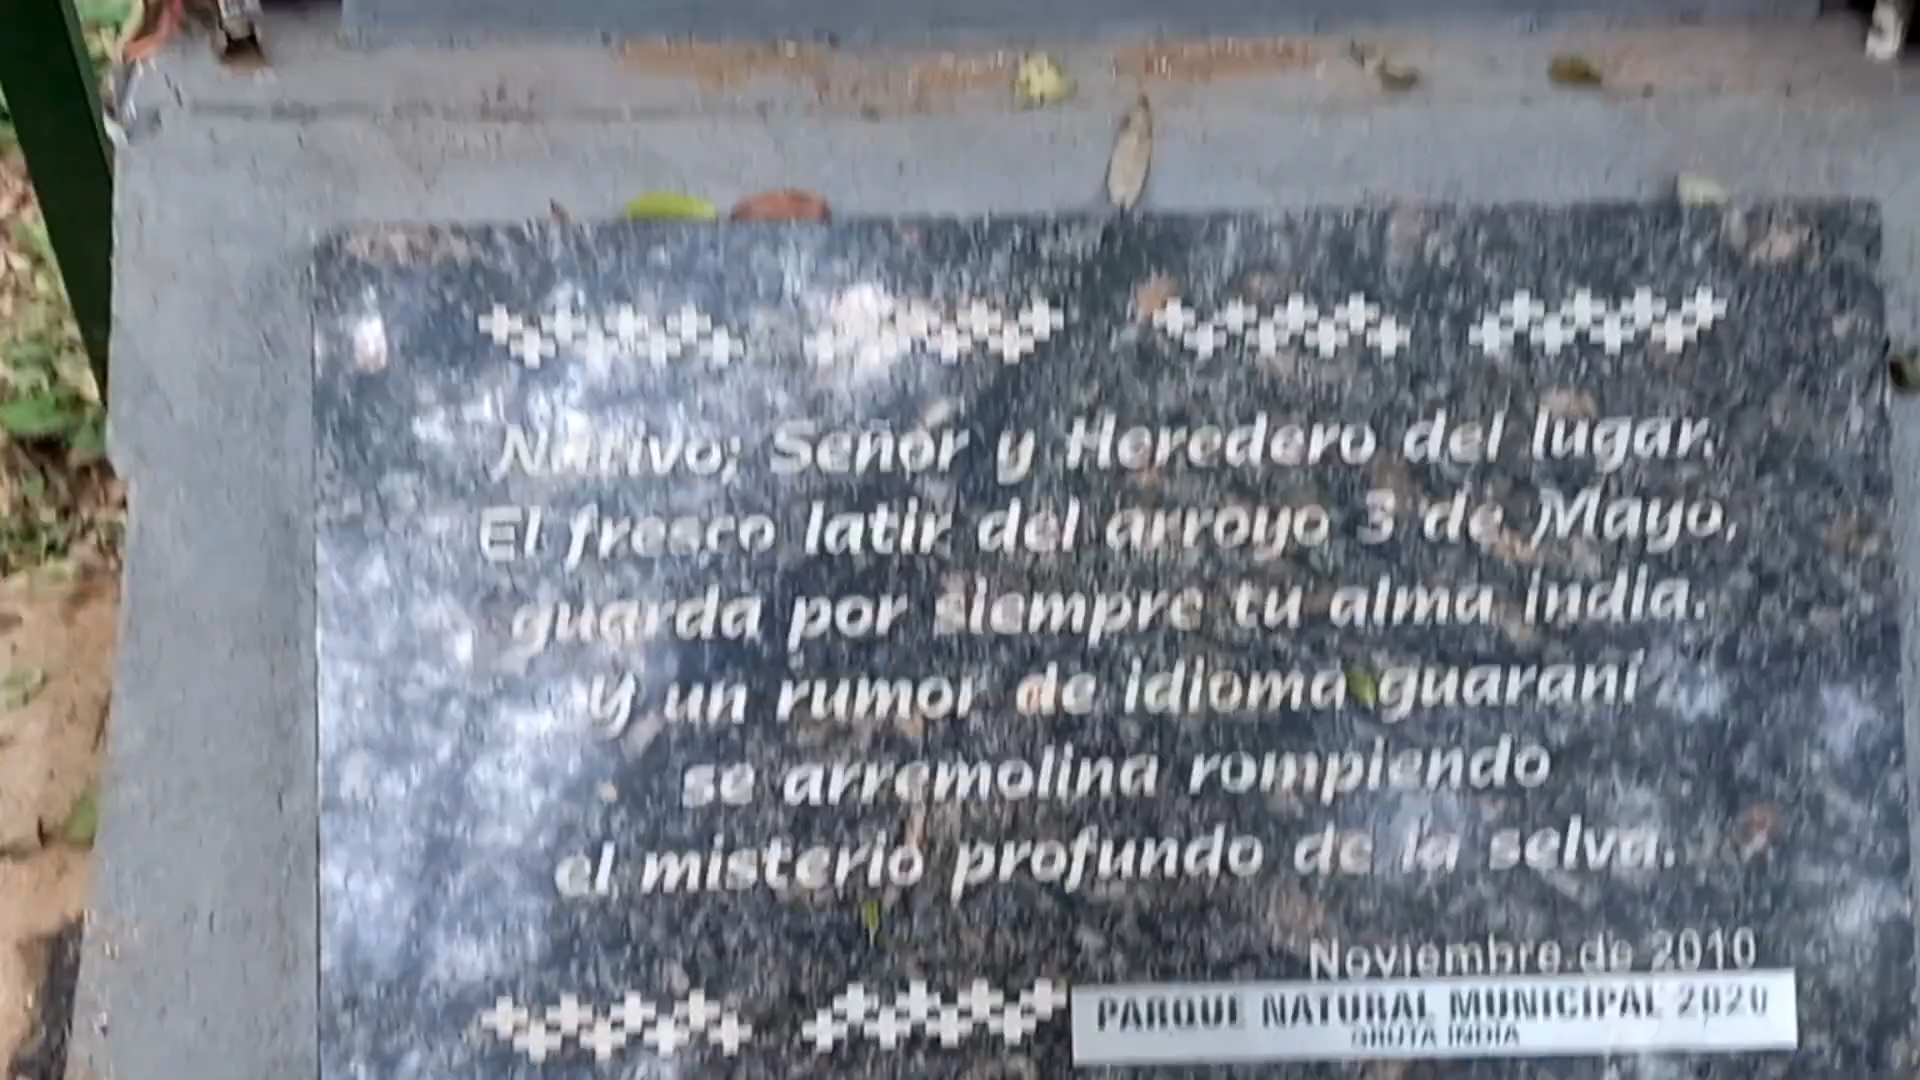 Nativo; Señor y Heredero del lugar.
El fresco latir del arroyo 3 de Mayo,
guarda por siempre tu alma india.
Y un rumor de idioma guaraní
se arremolina rompiendo
el misterio profundo de la selva.
Noviembre de 2010
PARQUE NATURAL MUNICIPAL 2020
GRUTA INDIA